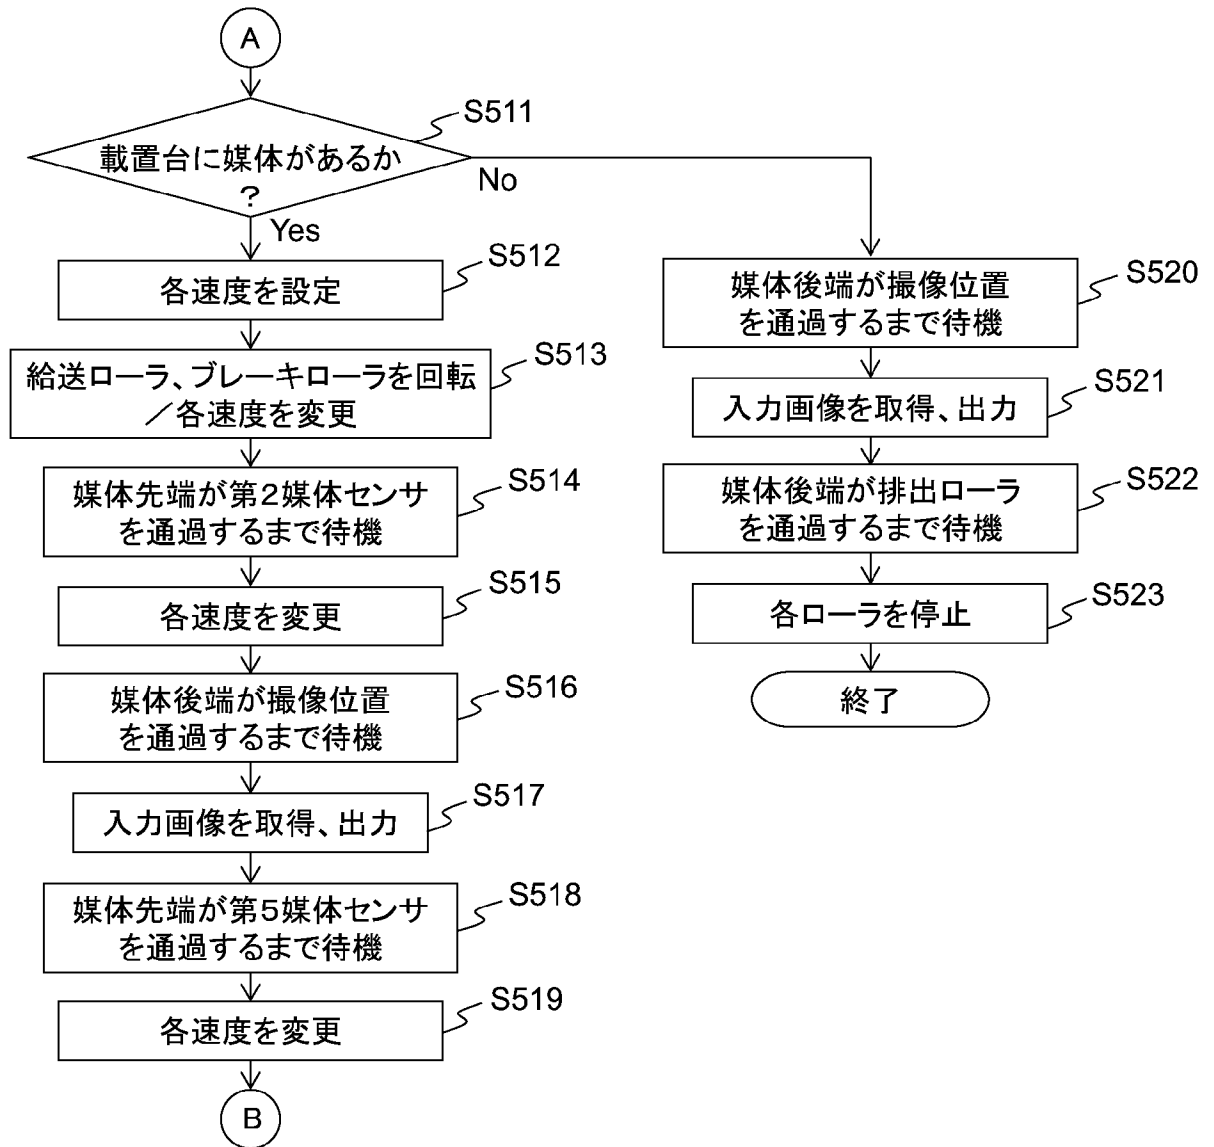 A
S511
載置台に媒体があるか
?
No
Yes
S512
各速度を設定
S513
給送ローラ、ブレーキローラを回転
/各速度を変更
S514
媒体先端が第2媒体センサ
を通過するまで待機
S515
各速度を変更
S516
媒体後端が撮像位置
を通過するまで待機
S517
入力画像を取得、出力
S518
媒体先端が第5媒体センサ
を通過するまで待機
S519
各速度を変更
B
S520
媒体後端が撮像位置
を通過するまで待機
S521
入力画像を取得、出力
S522
媒体後端が排出ローラ
を通過するまで待機
S523
各ローラを停止
終了